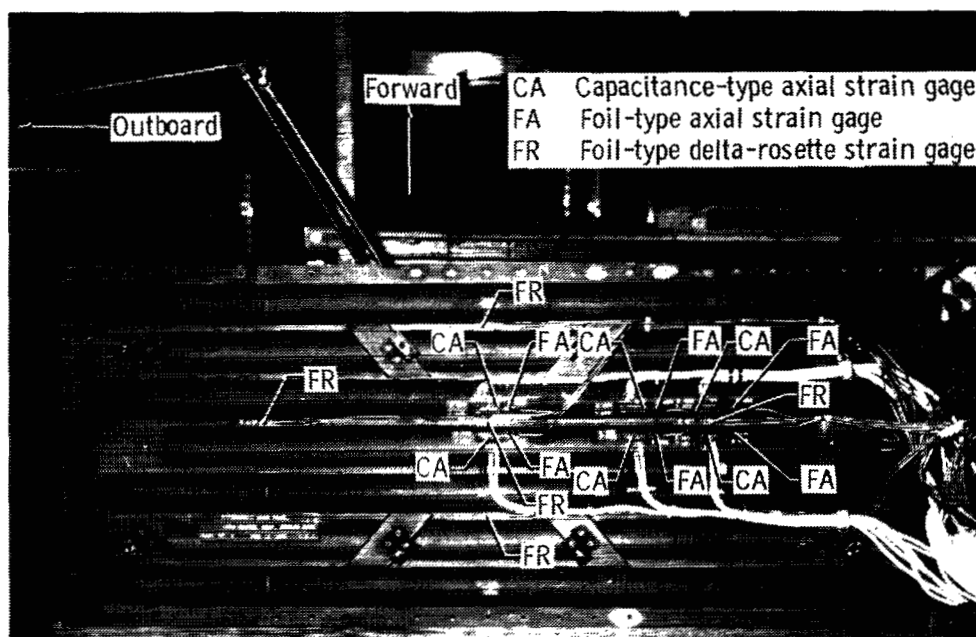 Forward
CA Capacitance-type axial strain gage
Outboard
FA Foil-type axial strain gage
FR Foil-type delta-rosette strain gage
FR
CA FA CA FA CA FA
FR
FR
CA FA CA FA CA FA
FR
FR